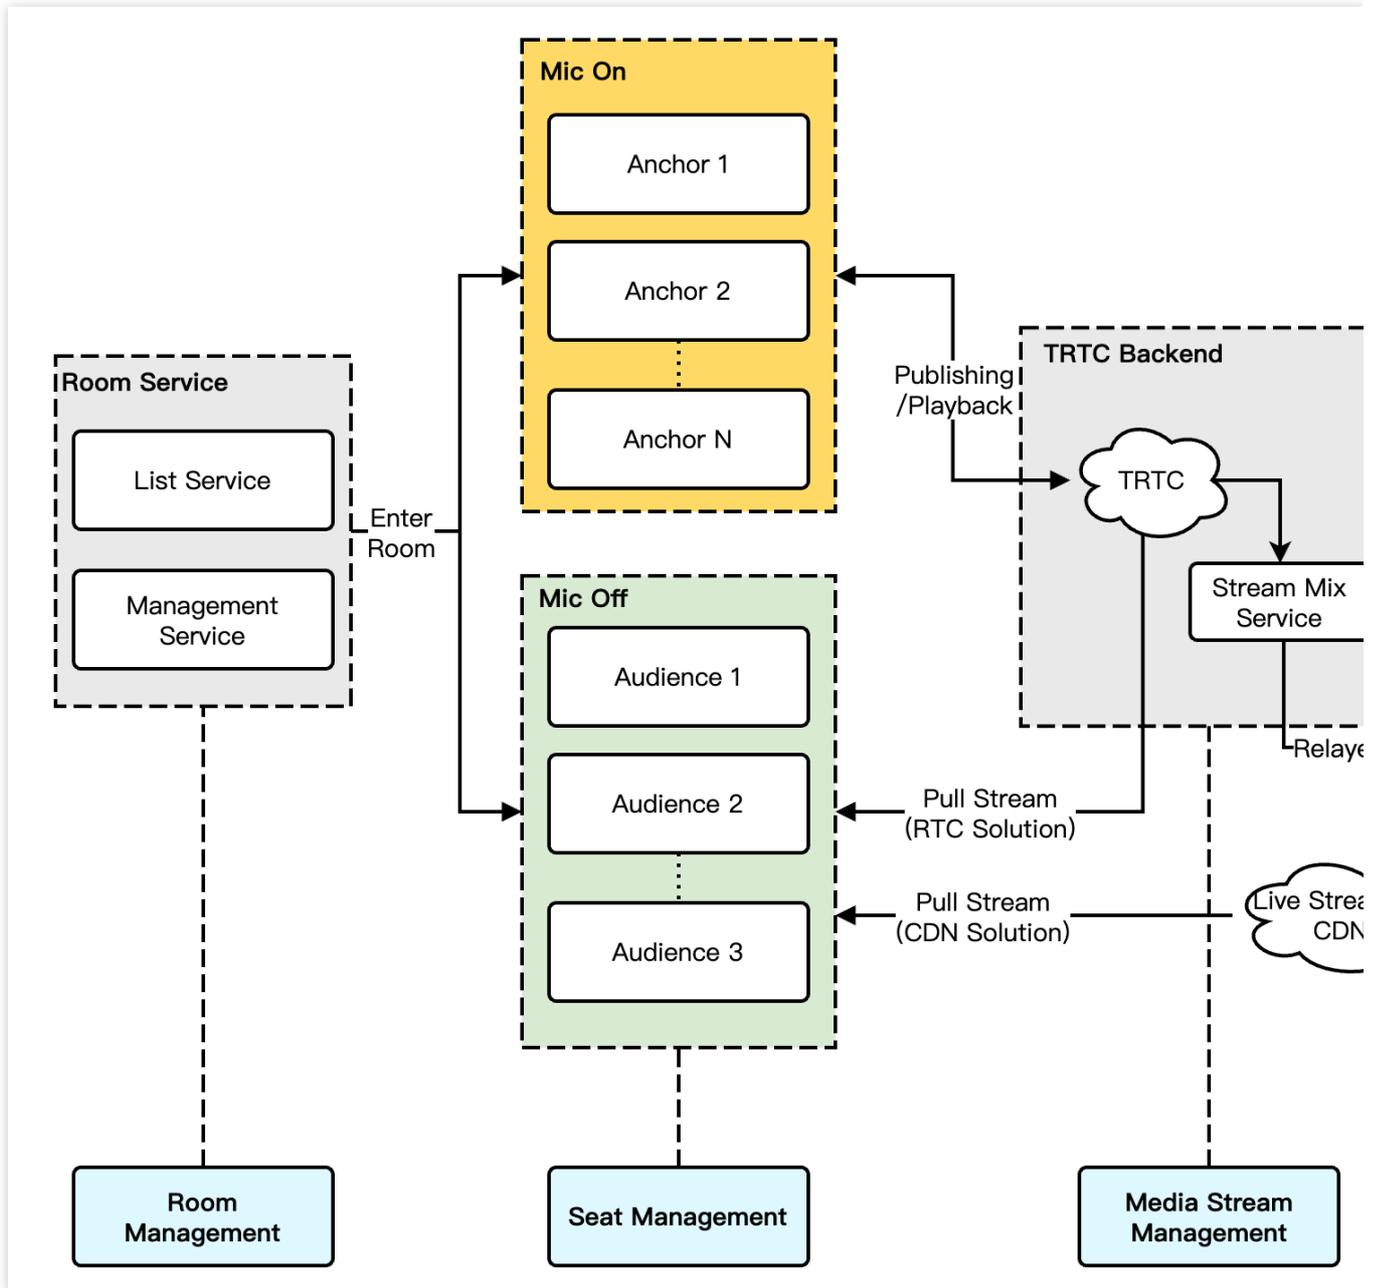 Mic On
Anchor 1
Anchor 2
Anchor N
Room Service
List Service
Management
Service
Enter
Room
Publishing
/Playback
TRTC Backend
TRTC
Stream Mix
Service
Mic Off
Audience 1
Audience 2
Audience 3
Pull Stream
(RTC Solution)
Pull Stream
(CDN Solution)
Live
CDN
Room
Management
Seat Management
Media Stream
Management